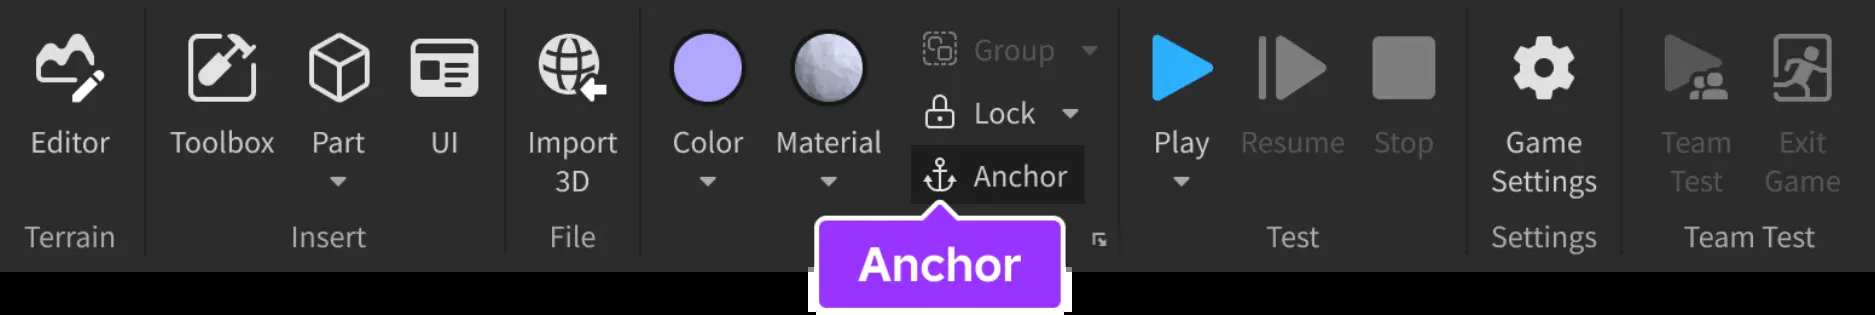 Editor
Terrain
Toolbox
Part
UI
Insert
Import
3D
File
Color
Material
Group
Lock
Anchor
Anchor
Play
Resume
Stop
Test
Game
Settings
Settings
Team
Test
Exit
Game
Team Test